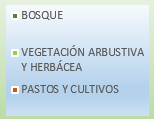 BOSQUE
VEGETACIÓN ARBUSTIVA
Y HERBÁCEA
PASTOS Y CULTIVOS